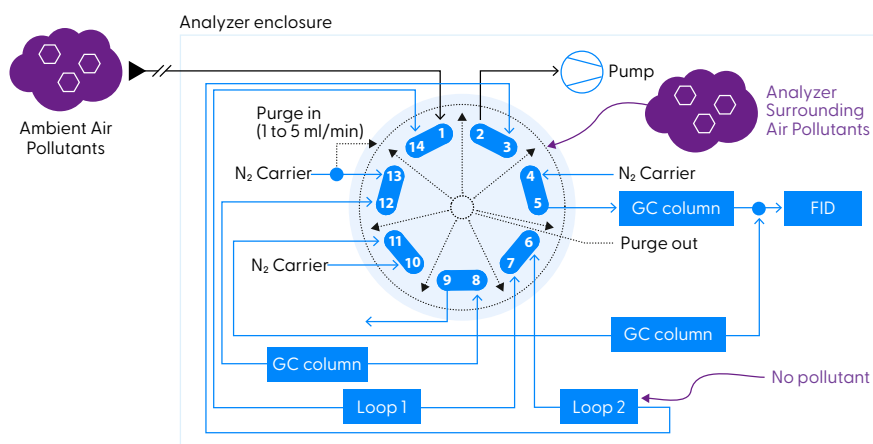 Analyzer enclosure
Pump
Analyzer
Surrounding
Air Pollutants
Ambient Air
Pollutants
Purge in
(1 to 5 ml/min)
1
2
14
3
N₂ Carrier
13
4
N₂ Carrier
12
5
GC column
FID
11
6
Purge out
N₂ Carrier
10
7
9
8
GC column
GC column
No pollutant
Loop 1
Loop 2